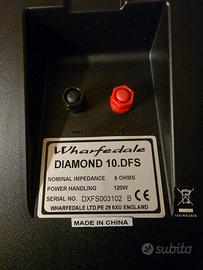 Wharfedale
DIAMOND 10.DFS
NOMINAL IMPEDANCE 6 OHMS
POWER HANDLING 120W
SERIAL NO. DXFS003102 B
WHARFEDALE LTD.PE 29 6XU ENGLAND
MADE IN CHINA
subito